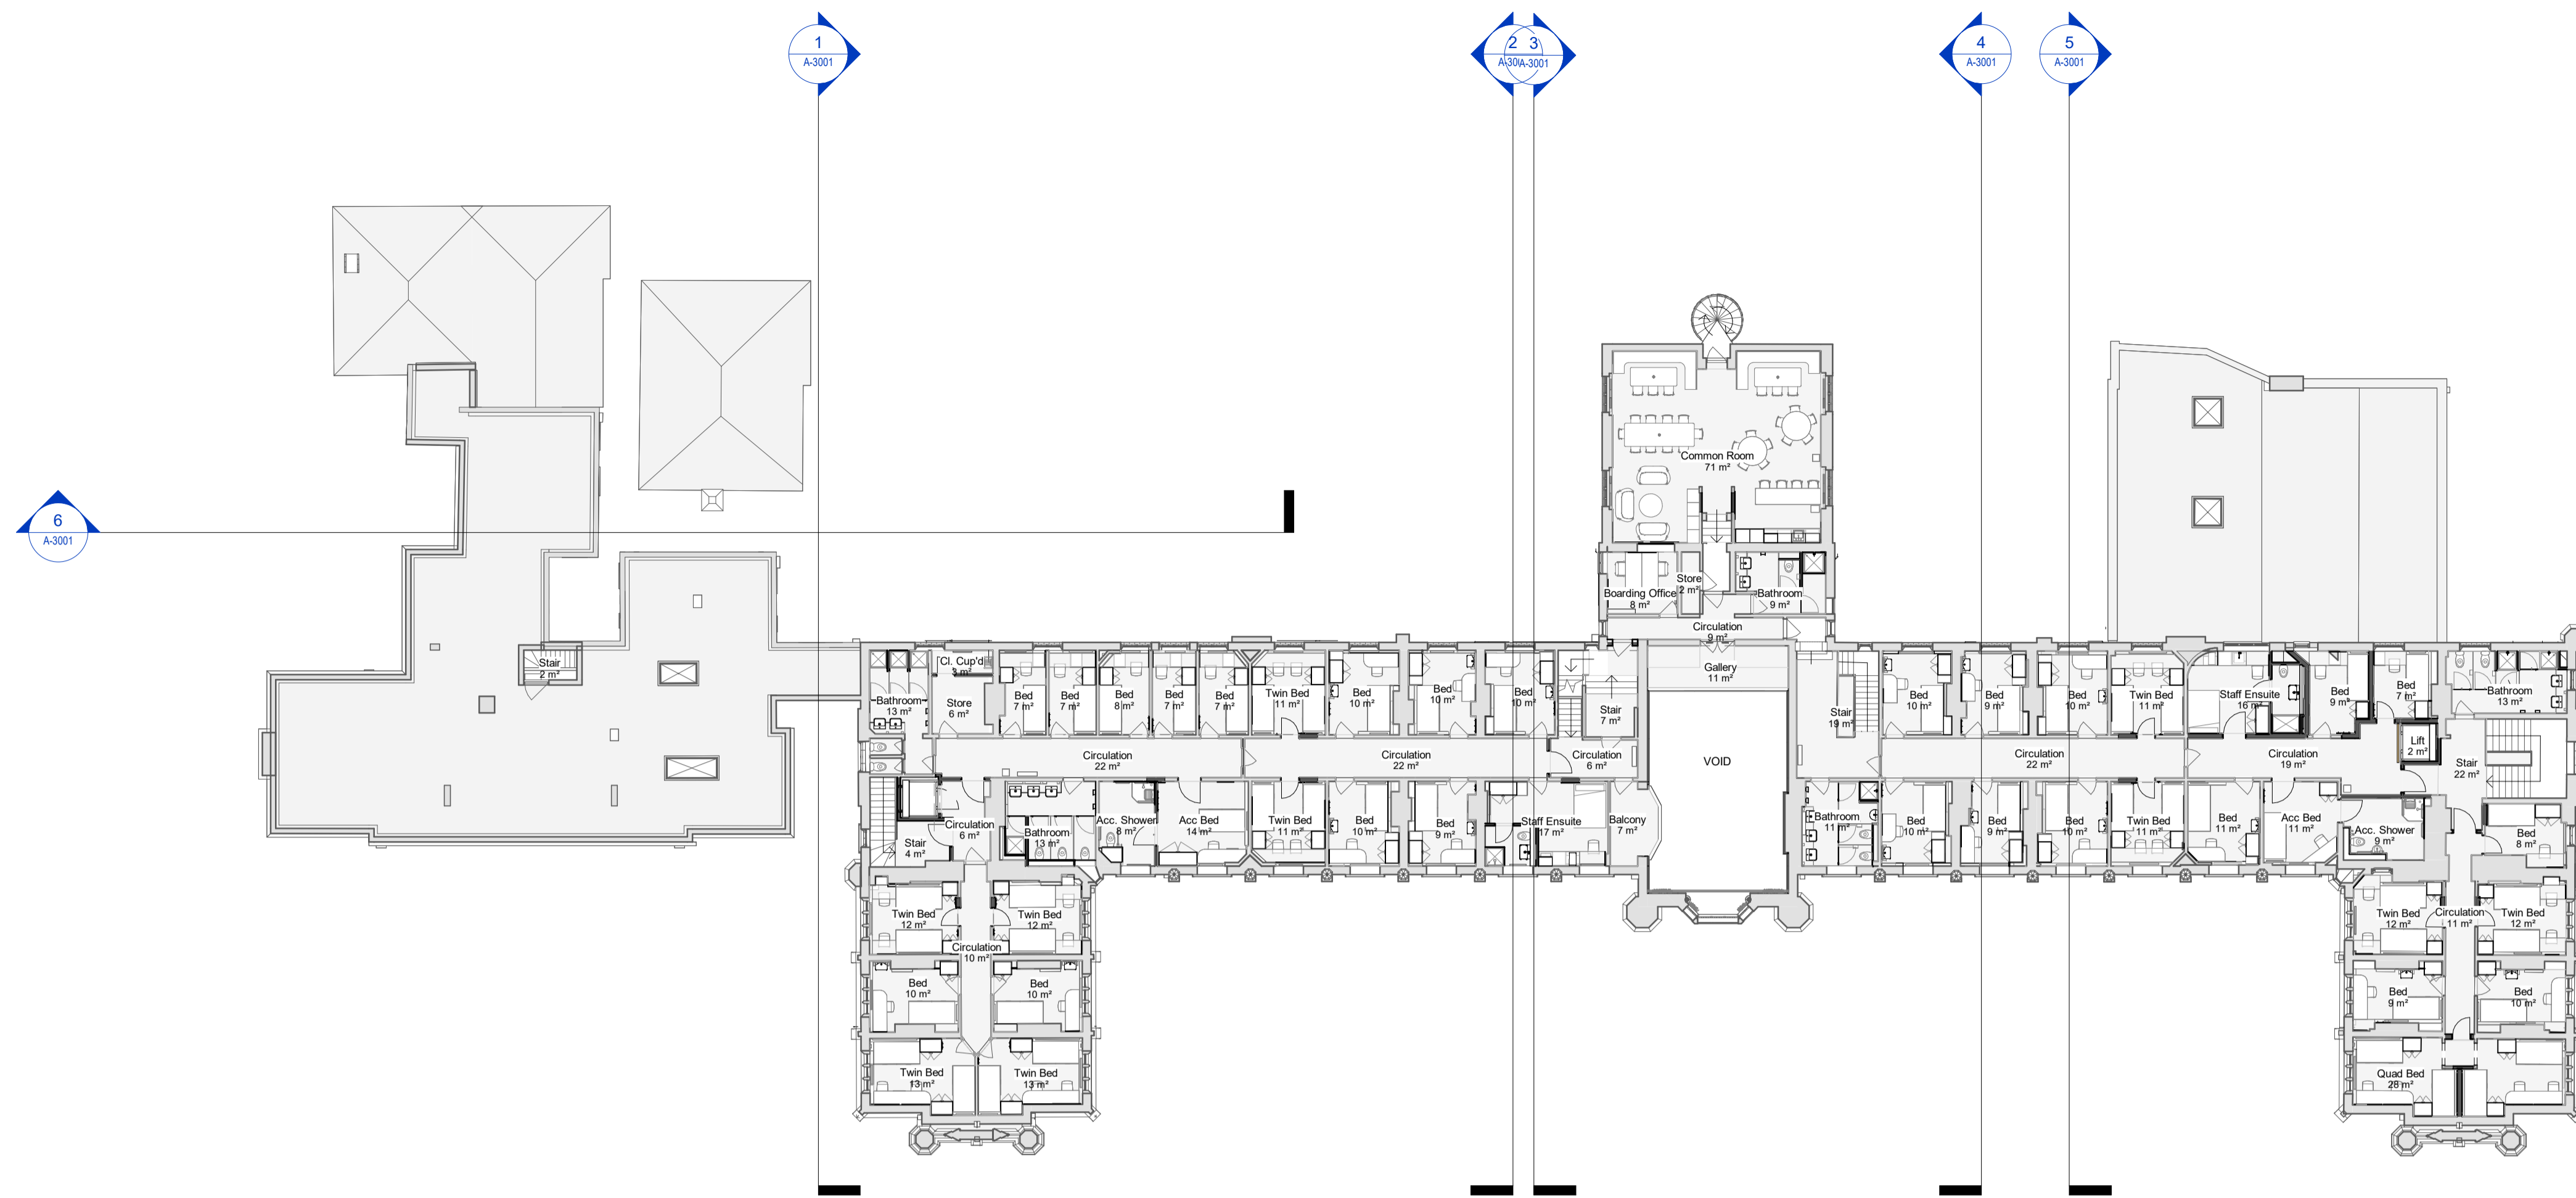 1
A-3001
2
A-30
3
A-3001
4
A-3001
5
A-3001
6
A-3001
Common Room
71 m²
Boarding Office
8 m²
Store
2 m²
Bathroom
9 m²
Circulation
9 m²
Gallery
11 m²
VOID
Stair
2 m²
Bathroom
13 m²
Cl. Cup'd
3 m²
Store
6 m²
Bed
7 m²
Bed
7 m²
Bed
8 m²
Bed
7 m²
Bed
7 m²
Twin Bed
11 m²
Bed
10 m²
Bed
10 m²
Bed
10 m²
Stair
7 m²
Circulation
22 m²
Circulation
22 m²
Circulation
6 m²
Stair
4 m²
Circulation
6 m²
Bathroom
13 m²
Acc. Shower
8 m²
Acc Bed
14 m²
Twin Bed
11 m²
Bed
10 m²
Bed
9 m²
Staff Ensuite
17 m²
Balcony
7 m²
Twin Bed
12 m²
Twin Bed
12 m²
Circulation
10 m²
Bed
10 m²
Bed
10 m²
Twin Bed
13 m²
Twin Bed
13 m²
Stair
19 m²
Bed
10 m²
Bed
9 m²
Bed
10 m²
Twin Bed
11 m²
Staff Ensuite
16 m²
Bed
9 m²
Bed
7 m²
Bathroom
13 m²
Circulation
22 m²
Circulation
19 m²
Lift
2 m²
Stair
22 m²
Bathroom
11 m²
Bed
10 m²
Bed
9 m²
Bed
10 m²
Twin Bed
11 m²
Bed
11 m²
Acc Bed
11 m²
Acc. Shower
9 m²
Bed
8 m²
Twin Bed
12 m²
Circulation
11 m²
Twin Bed
12 m²
Bed
9 m²
Bed
10 m²
Quad Bed
28 m²